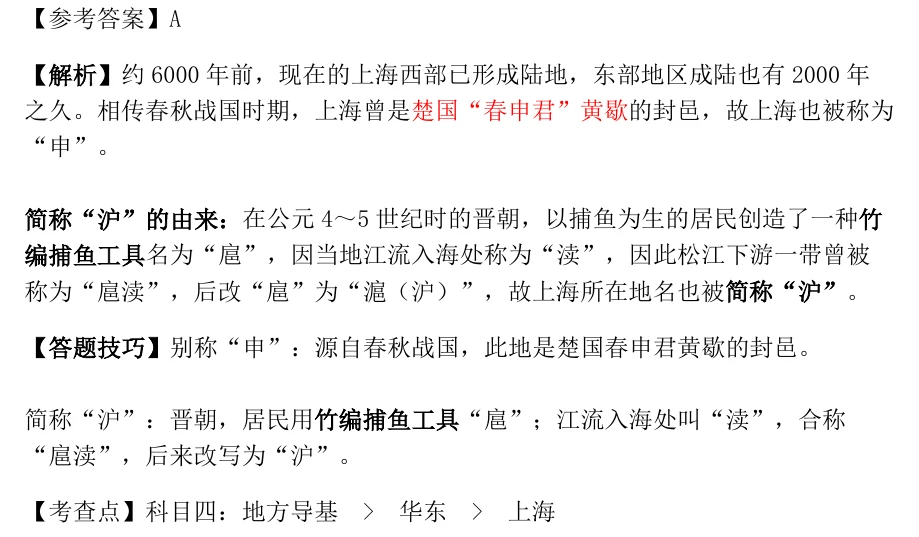 【参考答案】A
【解析】约 6000 年前，现在的上海西部已形成陆地，东部地区成陆也有 2000 年
之久。相传春秋战国时期，上海曾是楚国“春申君”黄歇的封邑，故上海也被称为
“申”。
简称“沪”的由来：在公元 4～5 世纪时的晋朝，以捕鱼为生的居民创造了一种竹
编捕鱼工具名为“扈”，因当地江流入海处称为“渎”，因此松江下游一带曾被
称为“扈渎”，后改“扈”为“滬（沪）”，故上海所在地名也被简称“沪”。
【答题技巧】别称“申”：源自春秋战国，此地是楚国春申君黄歇的封邑。
简称“沪”：晋朝，居民用竹编捕鱼工具“扈”；江流入海处叫“渎”，合称
“扈渎”，后来改写为“沪”。
【考查点】科目四：地方导基 > 华东 > 上海